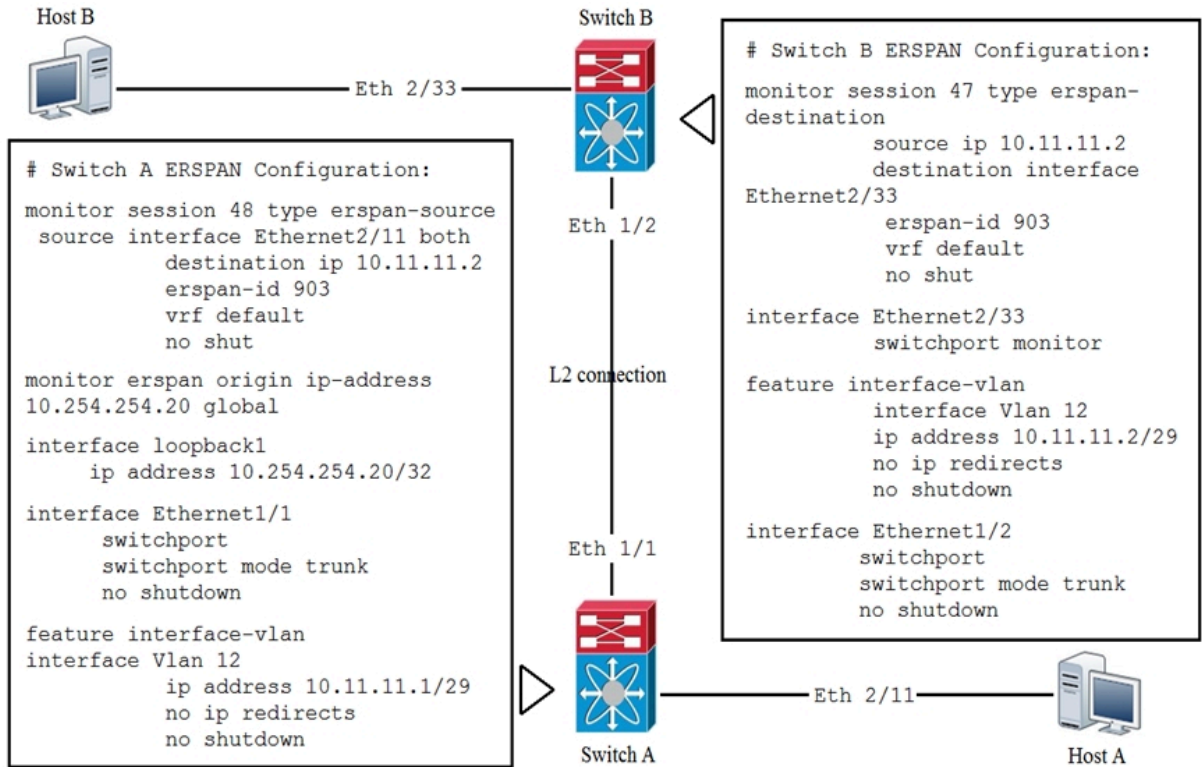 Host B
Switch B
Eth 2/33
# Switch B ERSPAN Configuration:
monitor session 47 type erspan-
destination
source ip 10.11.11.2
destination interface
Ethernet2/33
erspan-id 903
vrf default
no shut
interface Ethernet2/33
switchport monitor
feature interface-vlan
interface Vlan 12
ip address 10.11.11.2/29
no ip redirects
no shutdown
interface Ethernet1/2
switchport
switchport mode trunk
no shutdown
# Switch A ERSPAN Configuration:
monitor session 48 type erspan-source
source interface Ethernet2/11 both
destination ip 10.11.11.2
erspan-id 903
vrf default
no shut
monitor erspan origin ip-address
10.254.254.20 global
interface loopback1
ip address 10.254.254.20/32
interface Ethernet1/1
switchport
switchport mode trunk
no shutdown
feature interface-vlan
interface Vlan 12
ip address 10.11.11.1/29
no ip redirects
no shutdown
Eth 1/2
L2 connection
Eth 1/1
Eth 2/11
Switch A
Host A